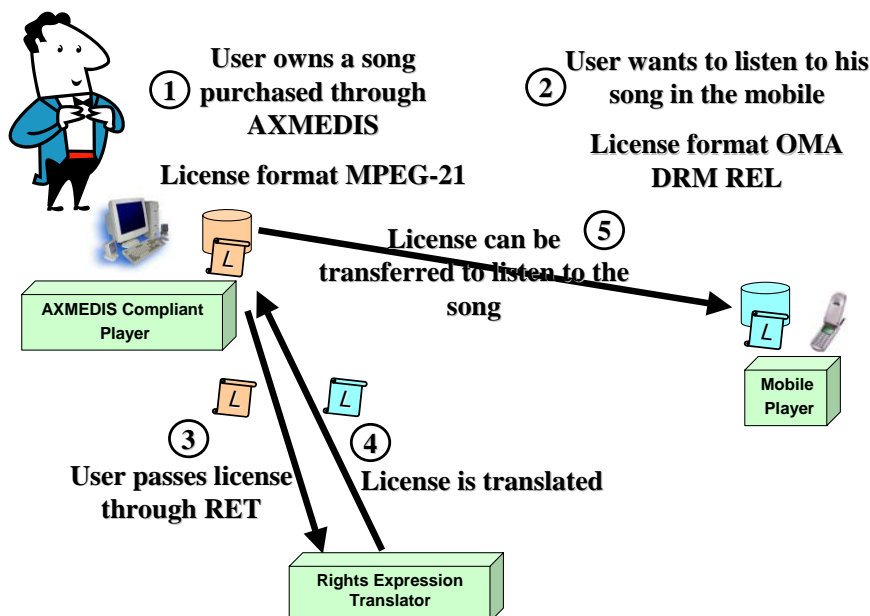 1
User owns a song
purchased through
AXMEDIS
License format MPEG-21
2
User wants to listen to his
song in the mobile
License format OMA
DRM REL
5
License can be
transferred to listen to the
song
L
AXMEDIS Compliant
Player
L
Mobile
Player
L
L
3
User passes license
through RET
4
License is translated
Rights Expression
Translator